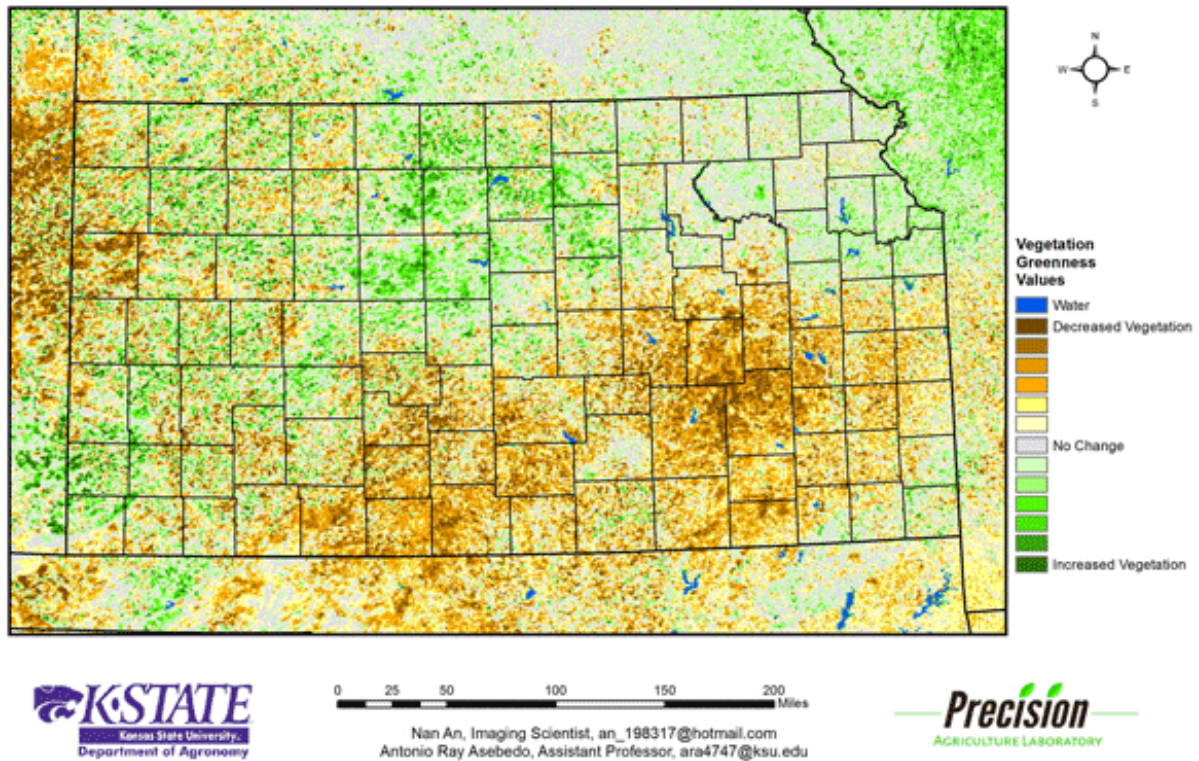 N
W
E
S
Vegetation
Greenness
Values
Water
Decreased Vegetation
No Change
Increased Vegetation
K-STATE
Kansas State University.
Department of Agronomy
0 25 50 100 150 200
Miles
Nan An, Imaging Scientist, an_198317@hotmail.com
Antonio Ray Asebedo, Assistant Professor, ara4747@ksu.edu
Precision
AGRICULTURE LABORATORY